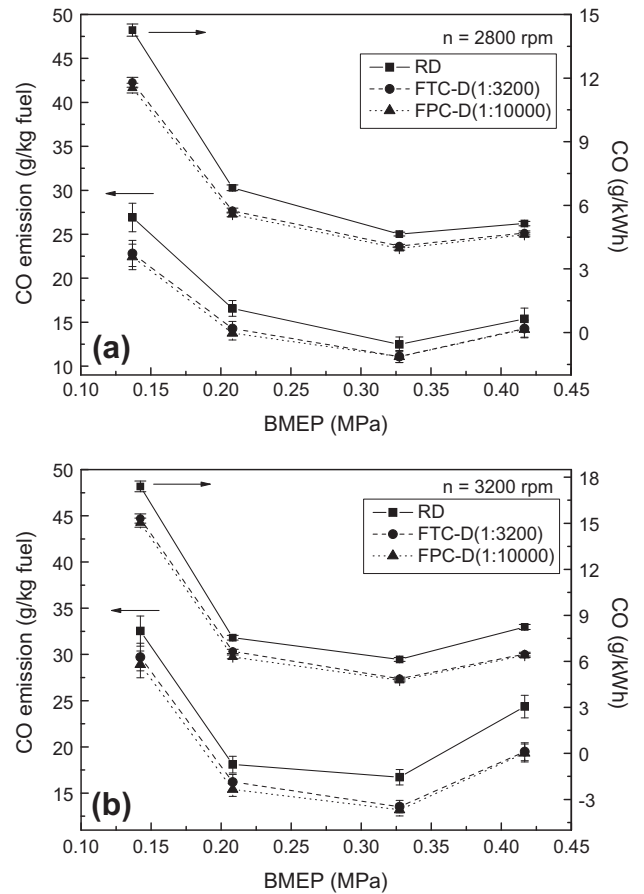 50
45
40
35
30
25
20
15
10
CO emission (g/kg fuel)
n = 2800 rpm
RD
FTC-D(1:3200)
FPC-D(1:10000)
15
12
9
6
3
0
CO (g/kWh)
(a)
0.10 0.15 0.20 0.25 0.30 0.35 0.40 0.45
BMEP (MPa)
50
45
40
35
30
25
20
15
CO emission (g/kg fuel)
n = 3200 rpm
RD
FTC-D(1:3200)
FPC-D(1:10000)
18
15
12
9
6
3
0
-3
CO (g/kWh)
(b)
0.10 0.15 0.20 0.25 0.30 0.35 0.40 0.45
BMEP (MPa)